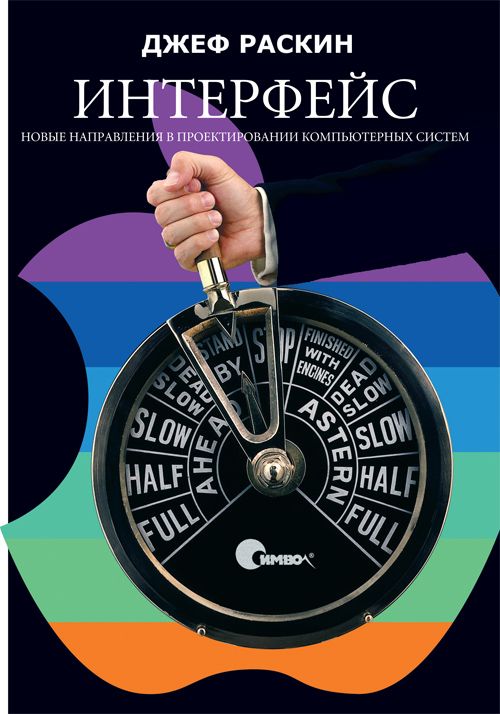 ДЖЕФ РАСКИН
ИНТЕРФЕЙС
НОВЫЕ НАПРАВЛЕНИЯ В ПРОЕКТИРОВАНИИ КОМПЬЮТЕРНЫХ СИСТЕМ
FULL
HALF
SLOW
DEAD SLOW
STAND BY
STOP
FINISHED WITH ENGINES
DEAD SLOW
SLOW
HALF
FULL
AHEAD
ASTERN
СИМВОЛ®